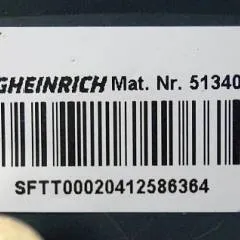 GHEINRICH Mat. Nr. 51340
SFTT00020412586364